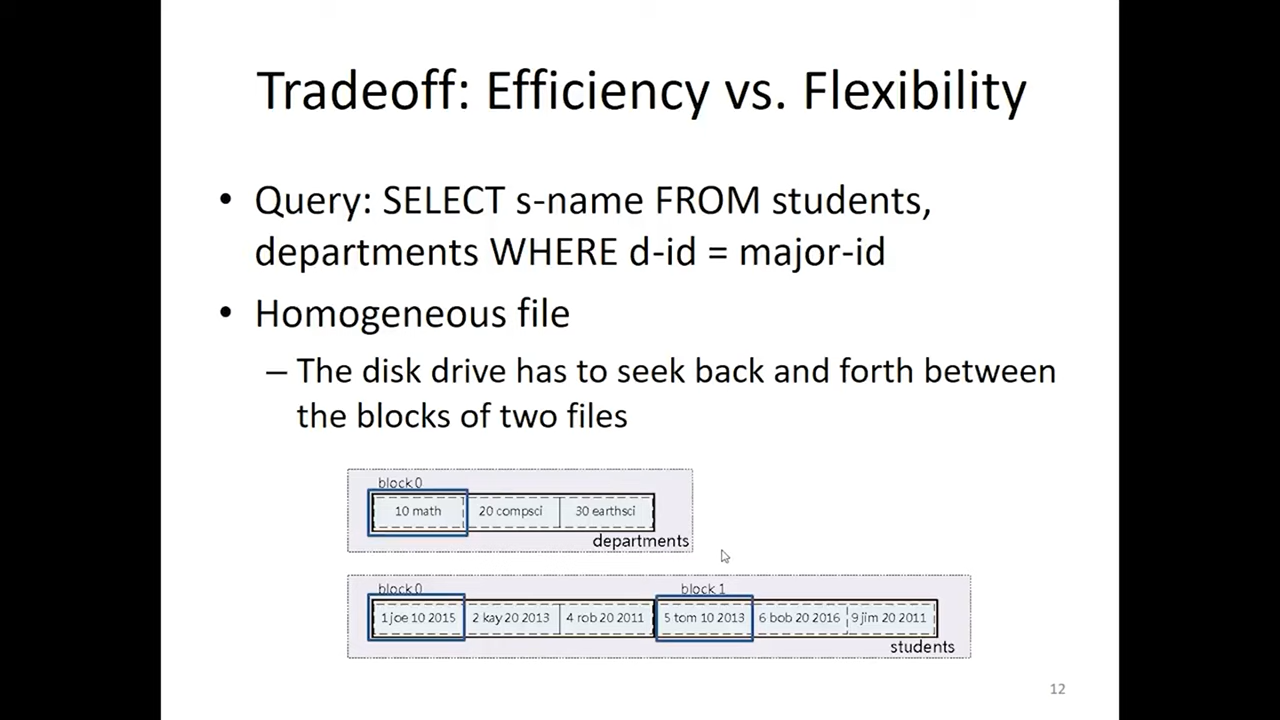 Tradeoff: Efficiency vs. Flexibility
• Query: SELECT s-name FROM students,
departments WHERE d-id = major-id
• Homogeneous file
– The disk drive has to seek back and forth between
the blocks of two files
block 0
10 math 20 compsci 30 earthsci
departments
block 0 block 1
1 joe 10 2015 2 kay 20 2013 4 rob 20 2011 5 tom 10 2013 6 bob 20 2016 9 jim 20 2011
students
12